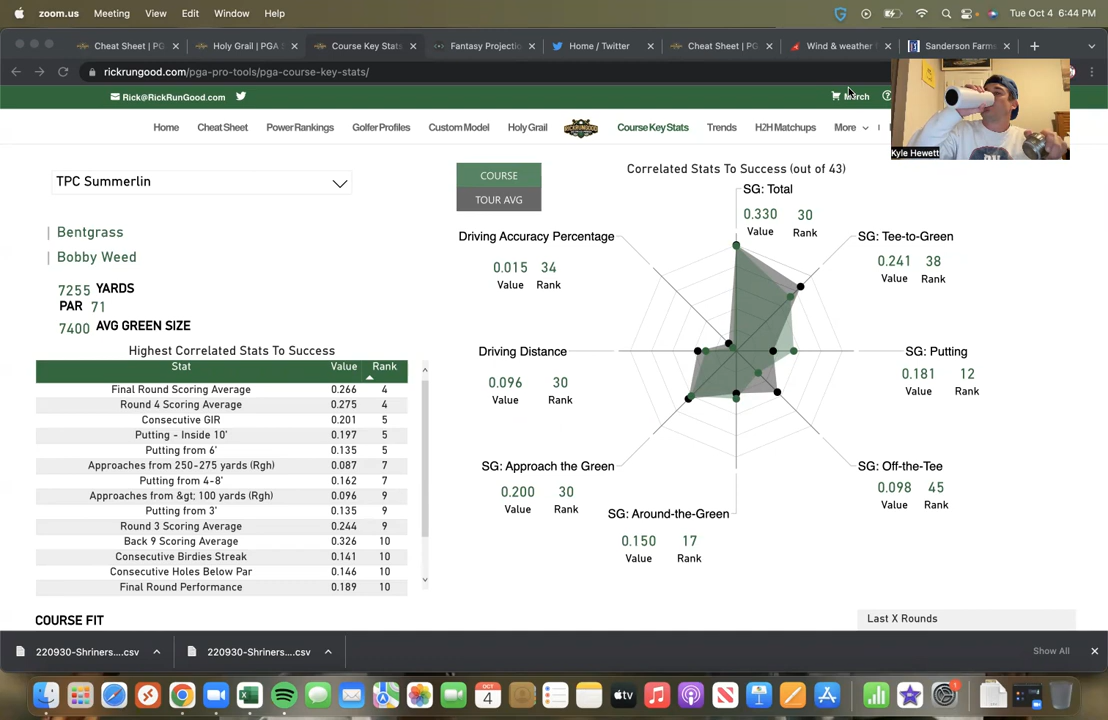 zoom.us Meeting View Edit Window Help Tue Oct 4 6:44 PM
Cheat Sheet | PG Holy Grail | PGA Course Key Stats Fantasy Projectio Home / Twitter Cheat Sheet | PG Wind & weather Sanderson Farms
rickrungood.com/pga-pro-tools/pga-course-key-stats/
Rick@RickRunGood.com Merch
Kyle Hewett
Home Cheat Sheet Power Rankings Golfer Profiles Custom Model Holy Grail RICKRUNGOOD Course Key Stats Trends H2H Matchups More
TPC Summerlin
Bentgrass
Bobby Weed
7255 YARDS
PAR 71
7400 AVG GREEN SIZE
Highest Correlated Stats To Success
Stat Value Rank
Final Round Scoring Average 0.266 4
Round 4 Scoring Average 0.275 4
Consecutive GIR 0.201 5
Putting - Inside 10' 0.197 5
Putting from 6' 0.135 5
Approaches from 250-275 yards (Rgh) 0.087 7
Putting from 4-8' 0.162 7
Approaches from &gt; 100 yards (Rgh) 0.096 9
Putting from 3' 0.135 9
Round 3 Scoring Average 0.244 9
Back 9 Scoring Average 0.326 10
Consecutive Birdies Streak 0.141 10
Consecutive Holes Below Par 0.146 10
Final Round Performance 0.189 10
COURSE
TOUR AVG
Correlated Stats To Success (out of 43)
SG: Total
0.330 30
Value Rank
Driving Accuracy Percentage
0.015 34
Value Rank
SG: Tee-to-Green
0.241 38
Value Rank
Driving Distance
0.096 30
Value Rank
SG: Putting
0.181 12
Value Rank
SG: Approach the Green
0.200 30
Value Rank
SG: Off-the-Tee
0.098 45
Value Rank
SG: Around-the-Green
0.150 17
Value Rank
COURSE FIT
Last X Rounds
220930-Shriners....csv 220930-Shriners....csv Show All
OCT
4
tv
1